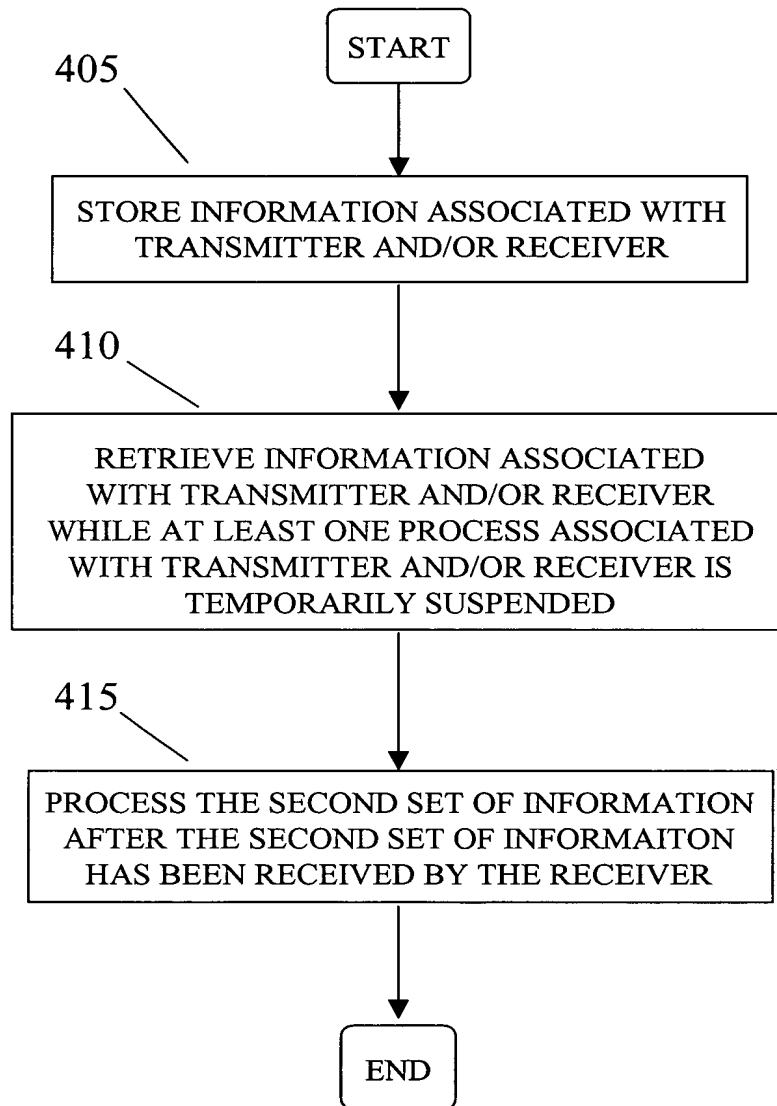 START
405
STORE INFORMATION ASSOCIATED WITH
TRANSMITTER AND/OR RECEIVER
410
RETRIEVE INFORMATION ASSOCIATED
WITH TRANSMITTER AND/OR RECEIVER
WHILE AT LEAST ONE PROCESS ASSOCIATED
WITH TRANSMITTER AND/OR RECEIVER IS
TEMPORARILY SUSPENDED
415
PROCESS THE SECOND SET OF INFORMATION
AFTER THE SECOND SET OF INFORMAITON
HAS BEEN RECEIVED BY THE RECEIVER
END